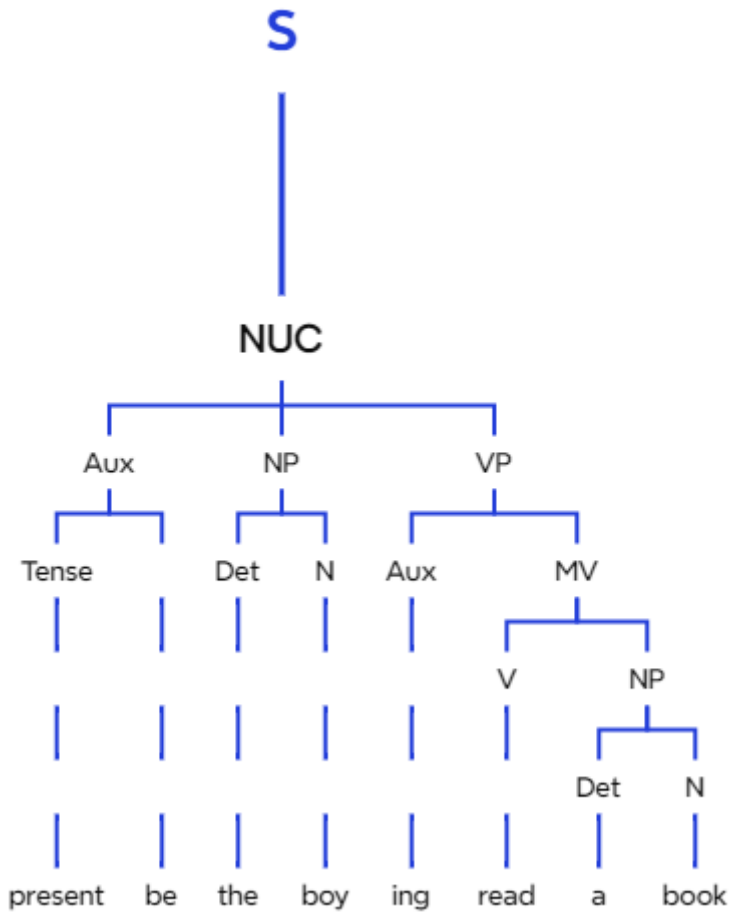 S
NUC
Aux NP VP
Tense Det N Aux MV
V NP
Det N
present be the boy ing read a book